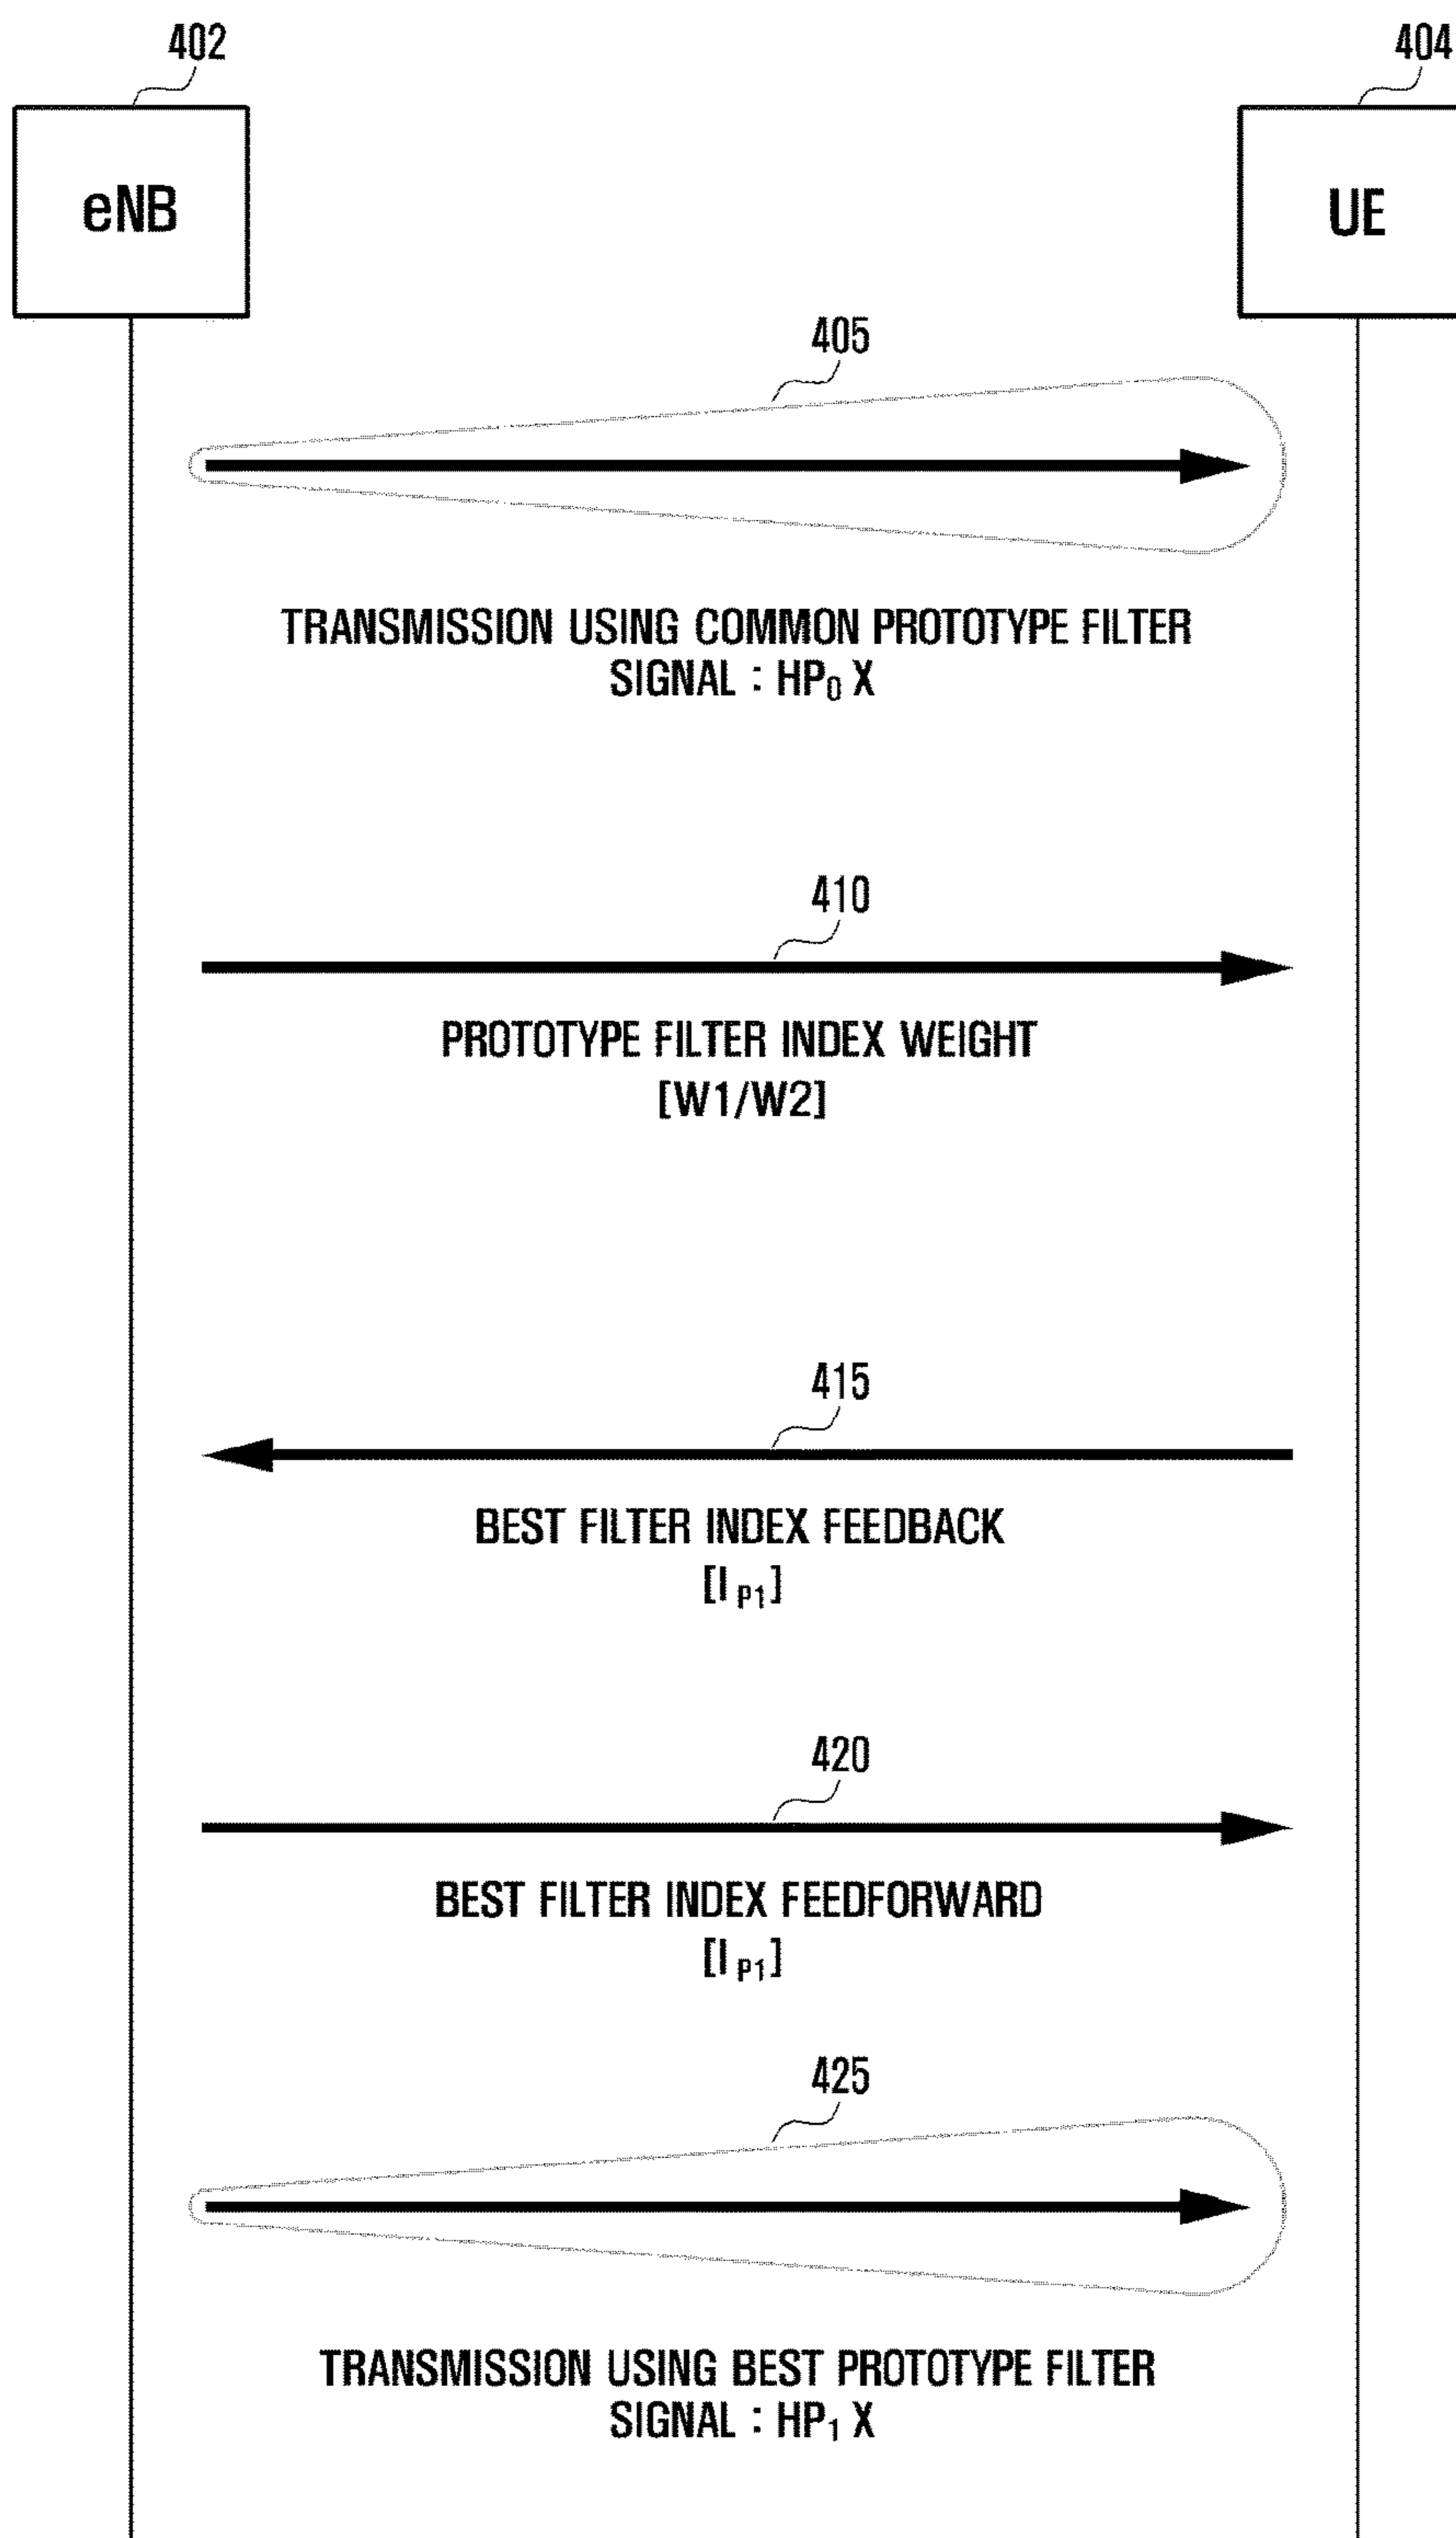 402
404
eNB
UE
405
TRANSMISSION USING COMMON PROTOTYPE FILTER
SIGNAL : HP₀ X
410
PROTOTYPE FILTER INDEX WEIGHT
[W1/W2]
415
BEST FILTER INDEX FEEDBACK
[I P1]
420
BEST FILTER INDEX FEEDFORWARD
[I P1]
425
TRANSMISSION USING BEST PROTOTYPE FILTER
SIGNAL : HP₁ X